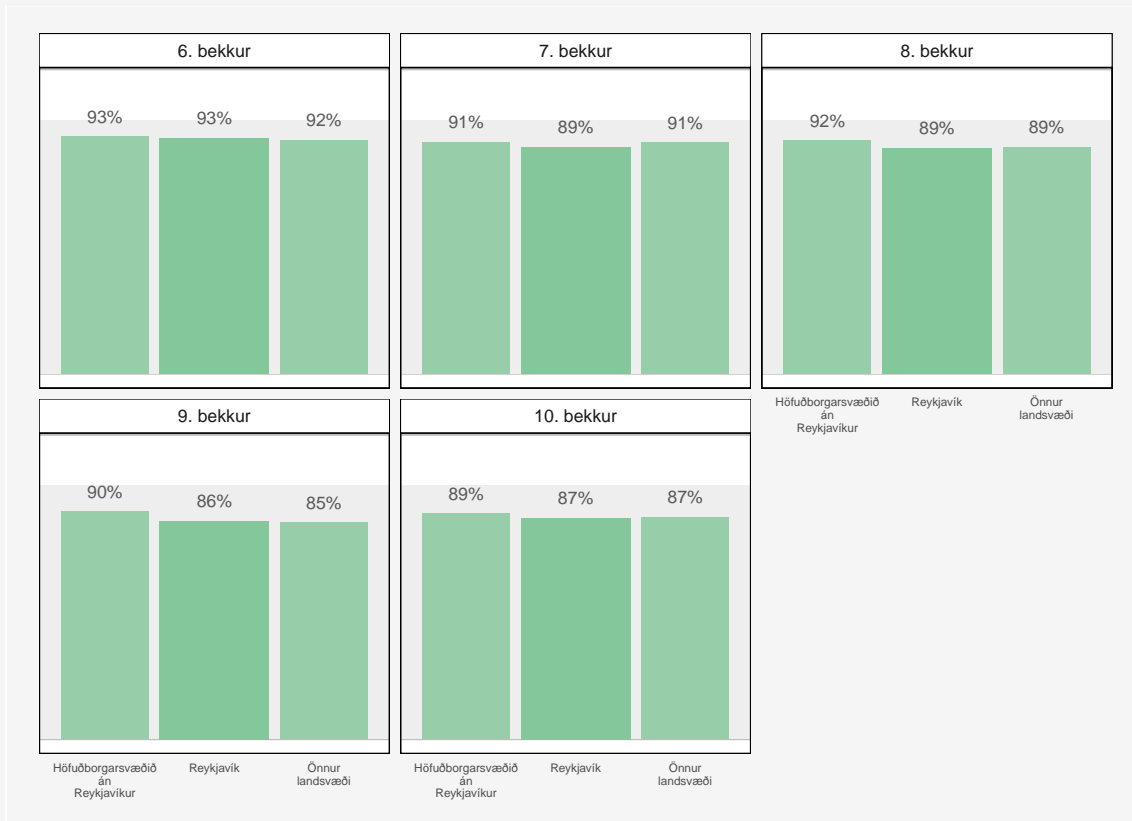 6. bekkur
93%
93%
92%
7. bekkur
91%
89%
91%
8. bekkur
92%
89%
89%
Höfuðborgarsvæðið
án
Reykjavíkur
Reykjavík
Önnur
landsvæði
9. bekkur
90%
86%
85%
Höfuðborgarsvæðið
án
Reykjavíkur
Reykjavík
Önnur
landsvæði
10. bekkur
89%
87%
87%
Höfuðborgarsvæðið
án
Reykjavíkur
Reykjavík
Önnur
landsvæði